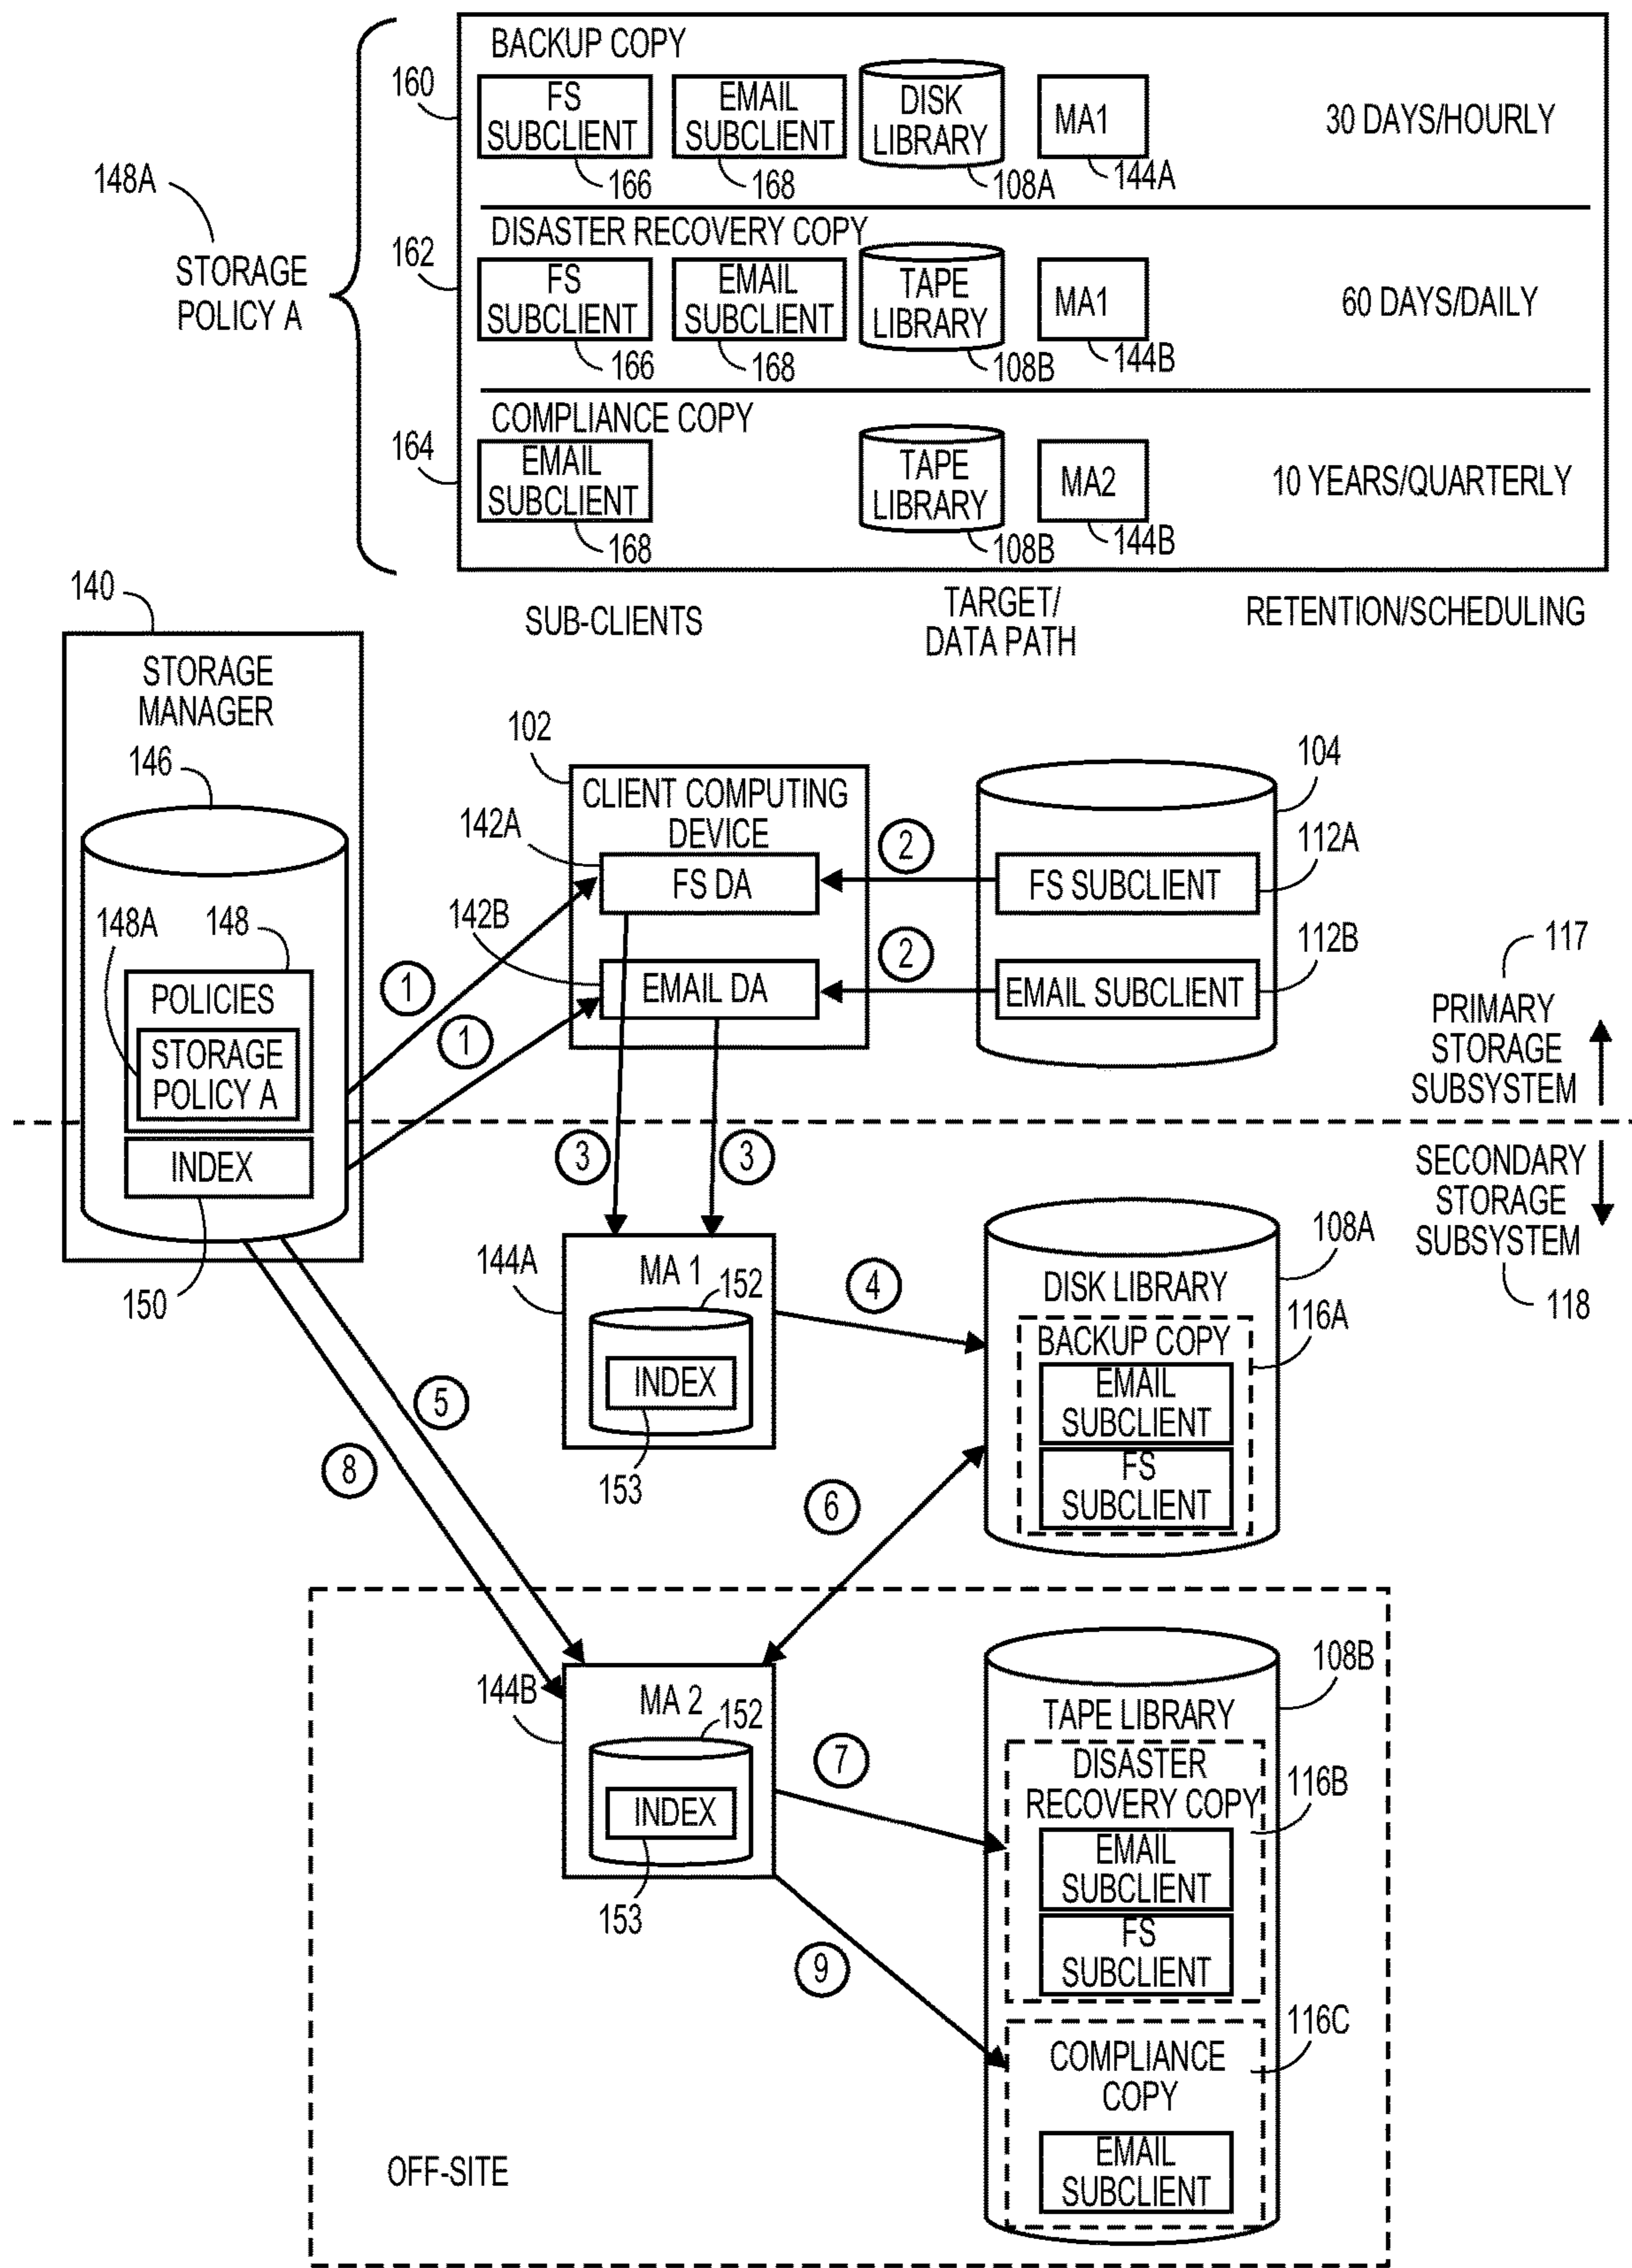 BACKUP COPY
160
FS
SUBCLIENT
166
EMAIL
SUBCLIENT
168
DISK
LIBRARY
108A
MA1
144A
30 DAYS/HOURLY
148A
STORAGE
POLICY A
DISASTER RECOVERY COPY
162
FS
SUBCLIENT
166
EMAIL
SUBCLIENT
168
TAPE
LIBRARY
108B
MA1
144B
60 DAYS/DAILY
COMPLIANCE COPY
164
EMAIL
SUBCLIENT
168
TAPE
LIBRARY
108B
MA2
144B
10 YEARS/QUARTERLY
SUB-CLIENTS
TARGET/
DATA PATH
RETENTION/SCHEDULING
140
STORAGE
MANAGER
146
148A
148
POLICIES
STORAGE
POLICY A
INDEX
150
102
CLIENT COMPUTING
DEVICE
142A
FS DA
142B
EMAIL DA
104
112A
FS SUBCLIENT
112B
EMAIL SUBCLIENT
2
2
1
1
117
PRIMARY
STORAGE
SUBSYSTEM
SECONDARY
STORAGE
SUBSYSTEM
118
3
3
144A
MA 1
152
INDEX
153
4
108A
DISK LIBRARY
116A
BACKUP COPY
EMAIL
SUBCLIENT
FS
SUBCLIENT
5
8
6
144B
MA 2
152
INDEX
153
7
9
108B
TAPE LIBRARY
DISASTER
RECOVERY COPY
116B
EMAIL
SUBCLIENT
FS
SUBCLIENT
116C
COMPLIANCE
COPY
EMAIL
SUBCLIENT
OFF-SITE